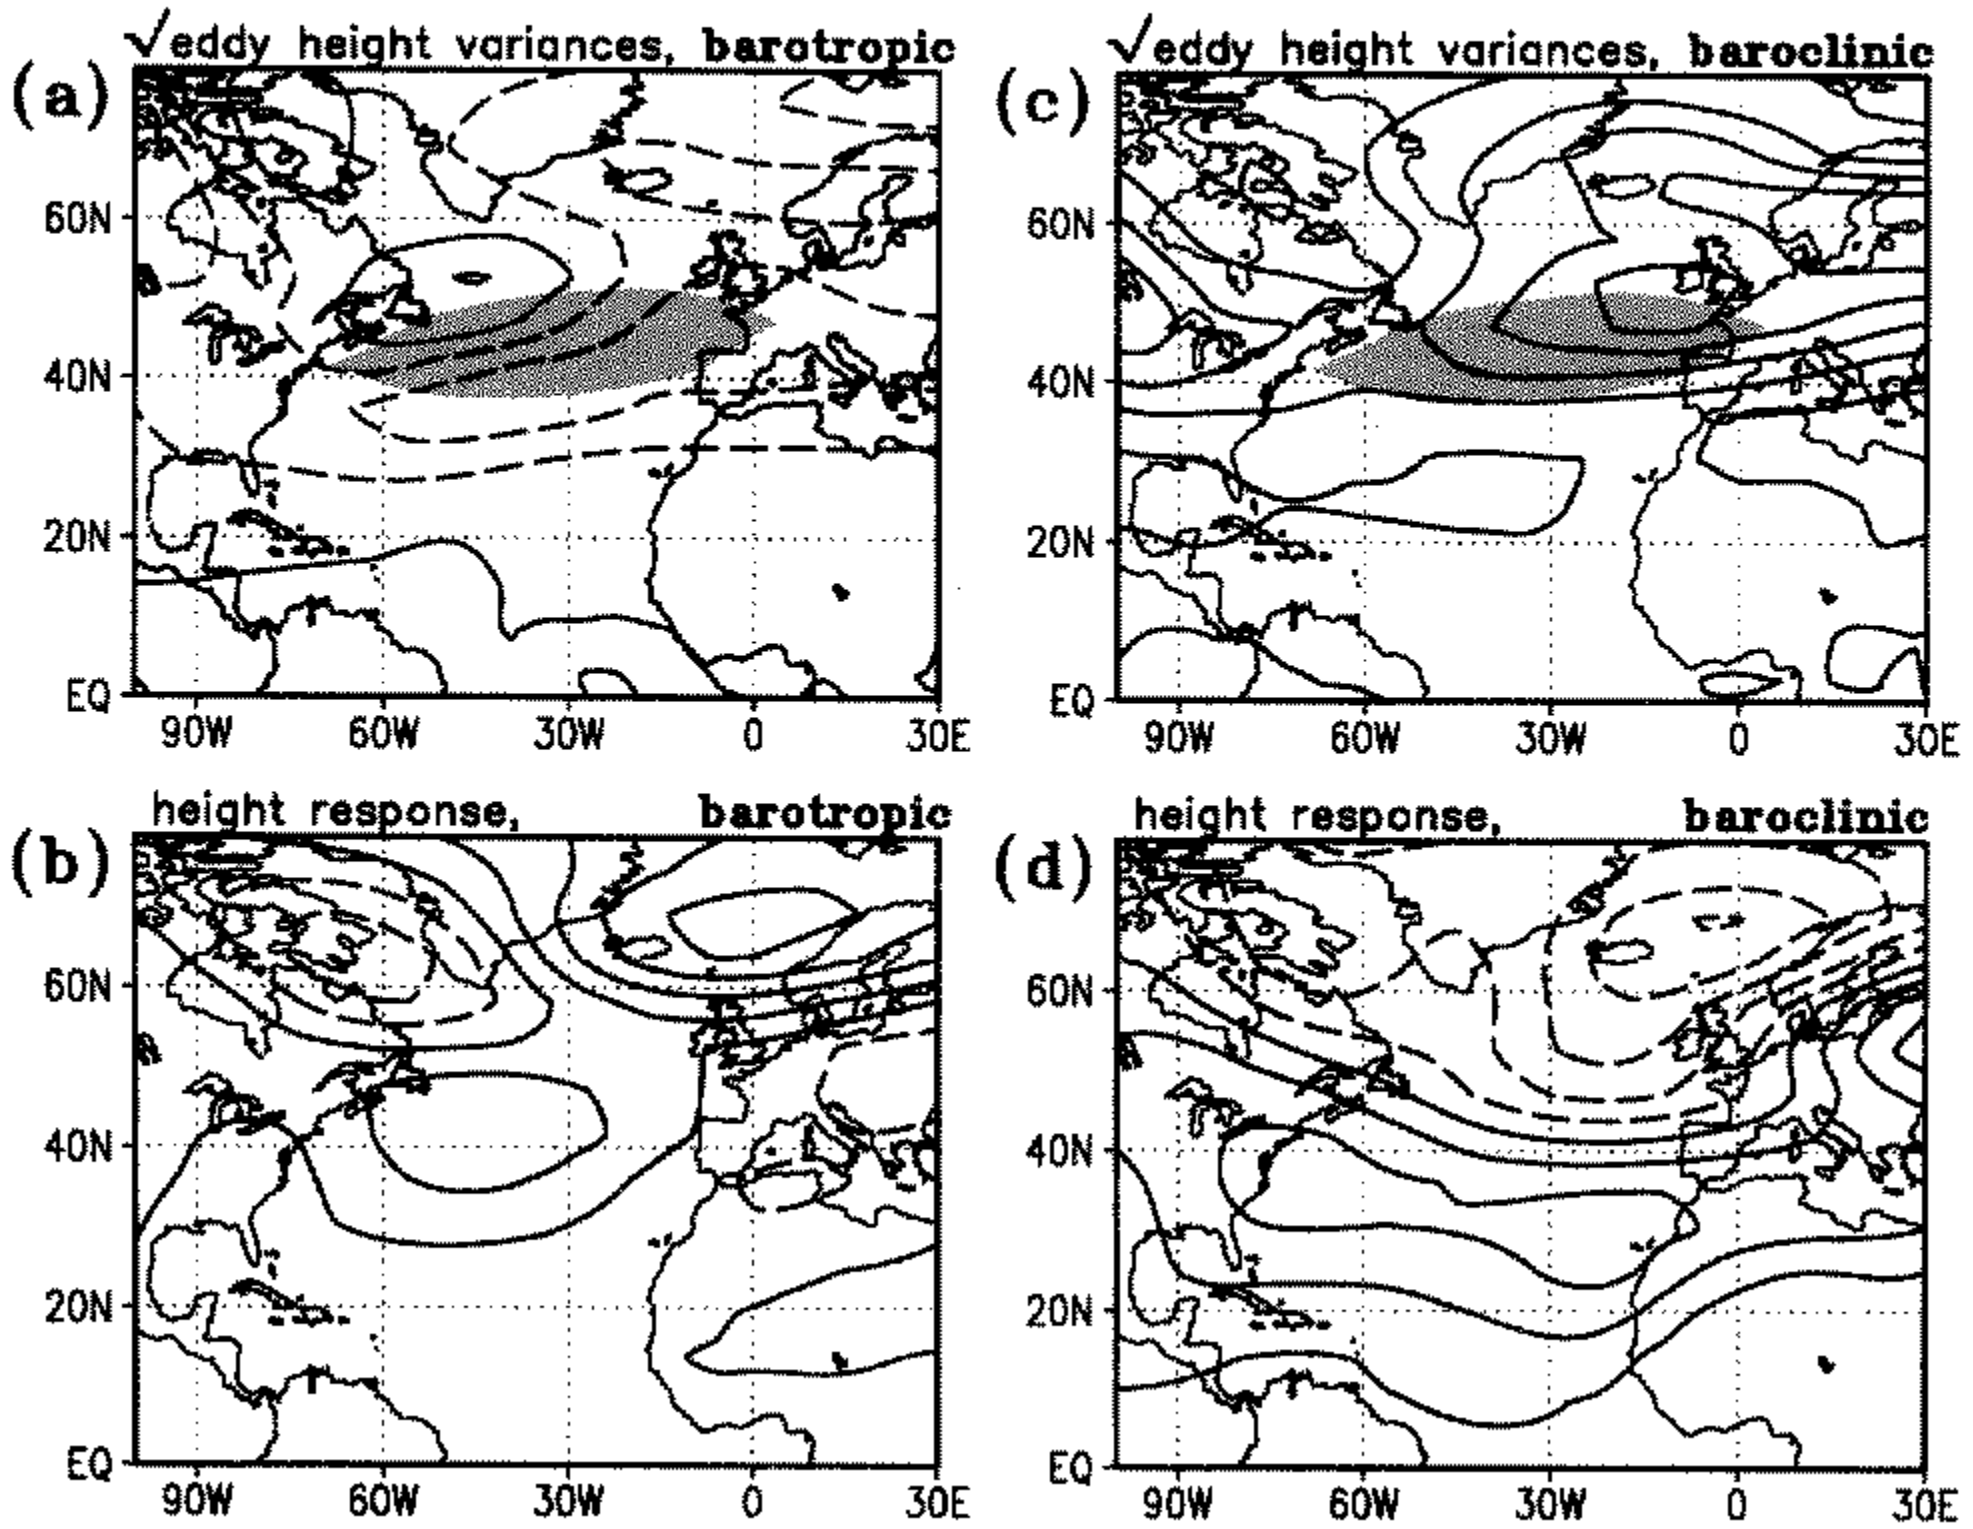 √eddy height variances, barotropic
(a)
60N
40N
20N
EQ
90W 60W 30W 0 30E
√eddy height variances, baroclinic
(c)
60N
40N
20N
EQ
90W 60W 30W 0 30E
height response, barotropic
(b)
60N
40N
20N
EQ
90W 60W 30W 0 30E
height response, baroclinic
(d)
60N
40N
20N
EQ
90W 60W 30W 0 30E